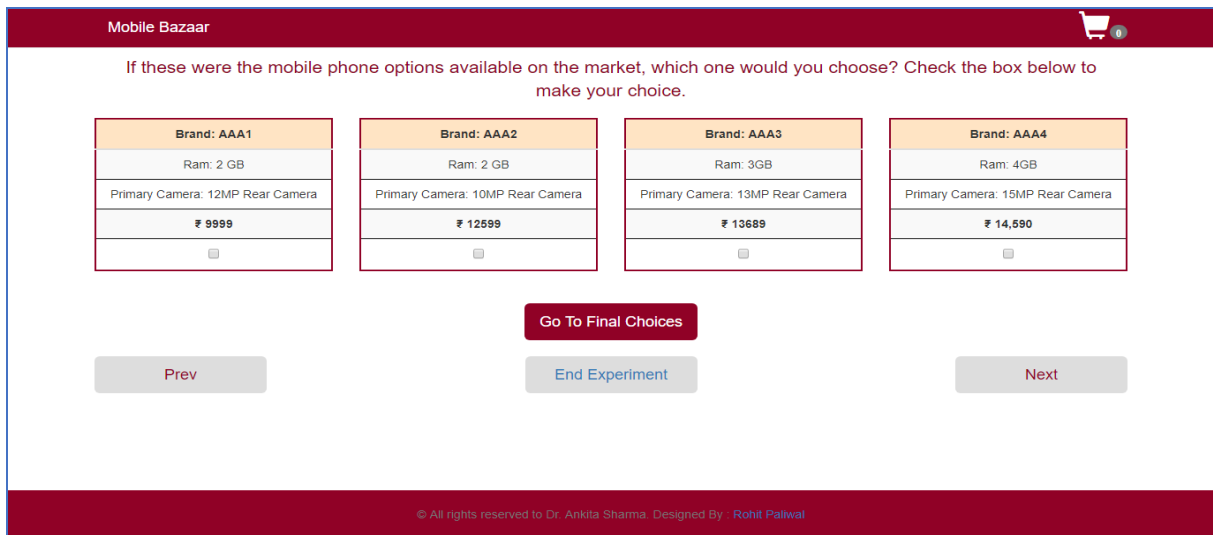 Mobile Bazaar
0
If these were the mobile phone options available on the market, which one would you choose? Check the box below to
make your choice.
Brand: AAA1
Ram: 2 GB
Primary Camera: 12MP Rear Camera
₹ 9999
Brand: AAA2
Ram: 2 GB
Primary Camera: 10MP Rear Camera
₹ 12599
Brand: AAA3
Ram: 3GB
Primary Camera: 13MP Rear Camera
₹ 13689
Brand: AAA4
Ram: 4GB
Primary Camera: 15MP Rear Camera
₹ 14,590
Go To Final Choices
Prev
End Experiment
Next
© All rights reserved to Dr. Ankita Sharma. Designed By : Rohit Paliwal